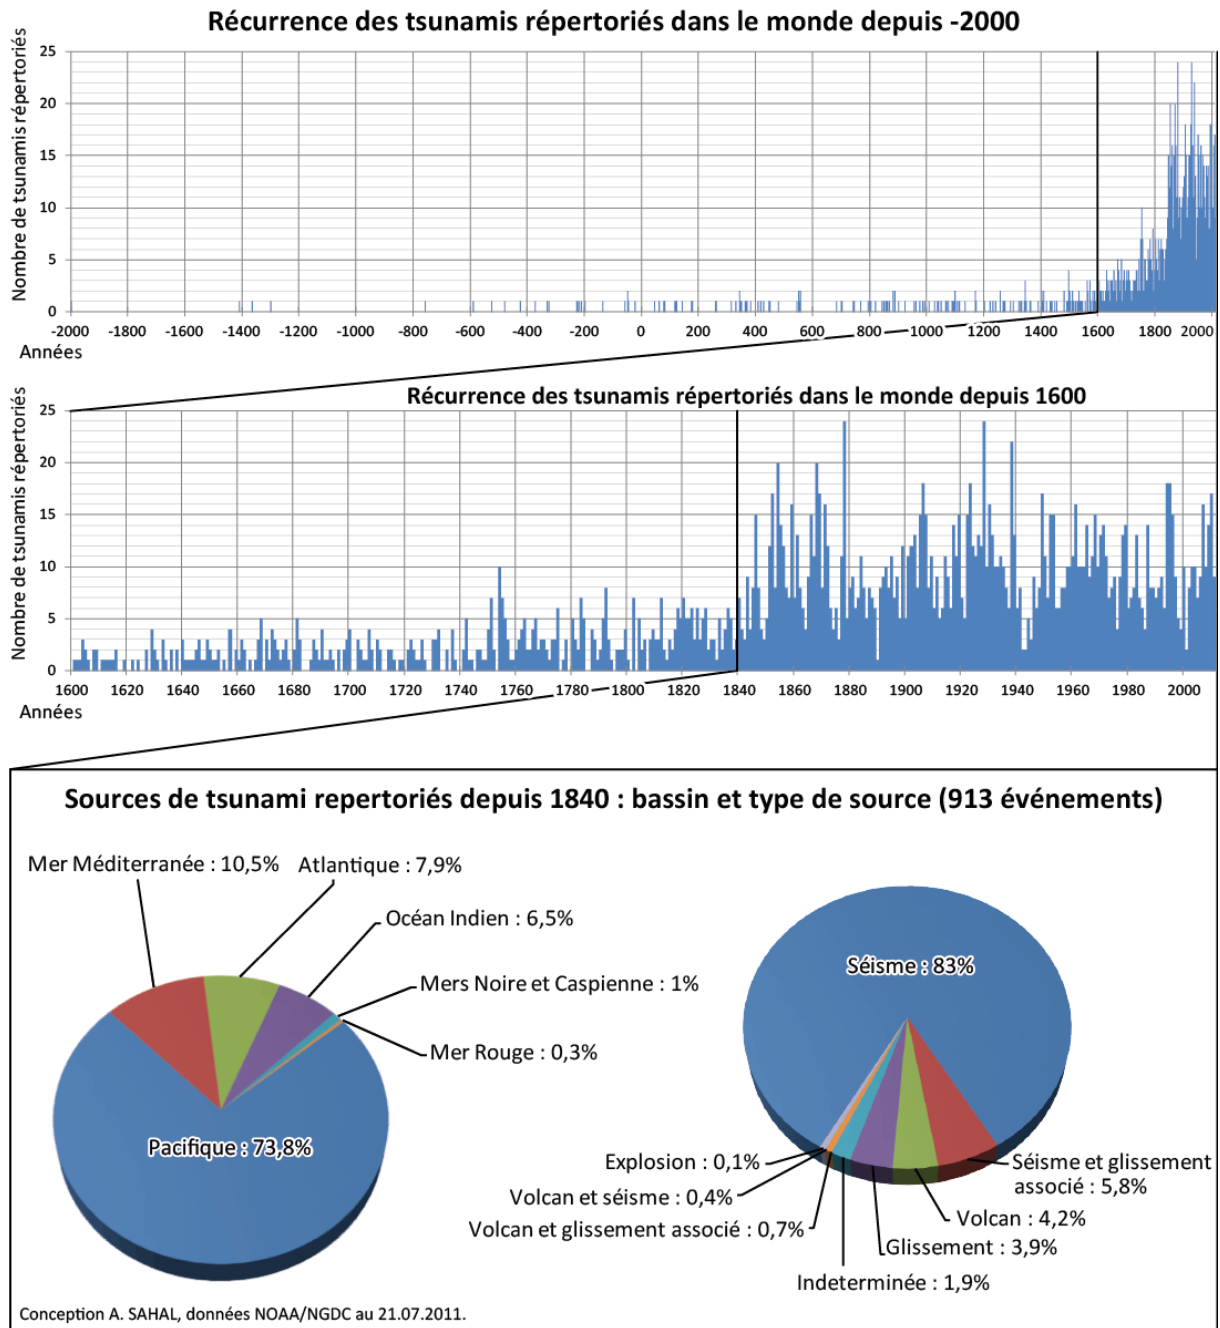 Récurrence des tsunamis répertoriés dans le monde depuis -2000
Nombre de tsunamis répertoriés
25
20
15
10
5
0
-2000 -1800 -1600 -1400 -1200 -1000 -800 -600 -400 -200 0 200 400 600 800 1000 1200 1400 1600 1800 2000
Années
Récurrence des tsunamis répertoriés dans le monde depuis 1600
Nombre de tsunamis répertoriés
25
20
15
10
5
0
1600 1620 1640 1660 1680 1700 1720 1740 1760 1780 1800 1820 1840 1860 1880 1900 1920 1940 1960 1980 2000
Années
Sources de tsunami repertoriés depuis 1840 : bassin et type de source (913 événements)
Mer Méditerranée : 10,5%
Atlantique : 7,9%
Océan Indien : 6,5%
Mers Noire et Caspienne : 1%
Mer Rouge : 0,3%
Pacifique : 73,8%
Séisme : 83%
Explosion : 0,1%
Volcan et séisme : 0,4%
Volcan et glissement associé : 0,7%
Indeterminée : 1,9%
Glissement : 3,9%
Volcan : 4,2%
Séisme et glissement
associé : 5,8%
Conception A. SAHAL, données NOAA/NGDC au 21.07.2011.